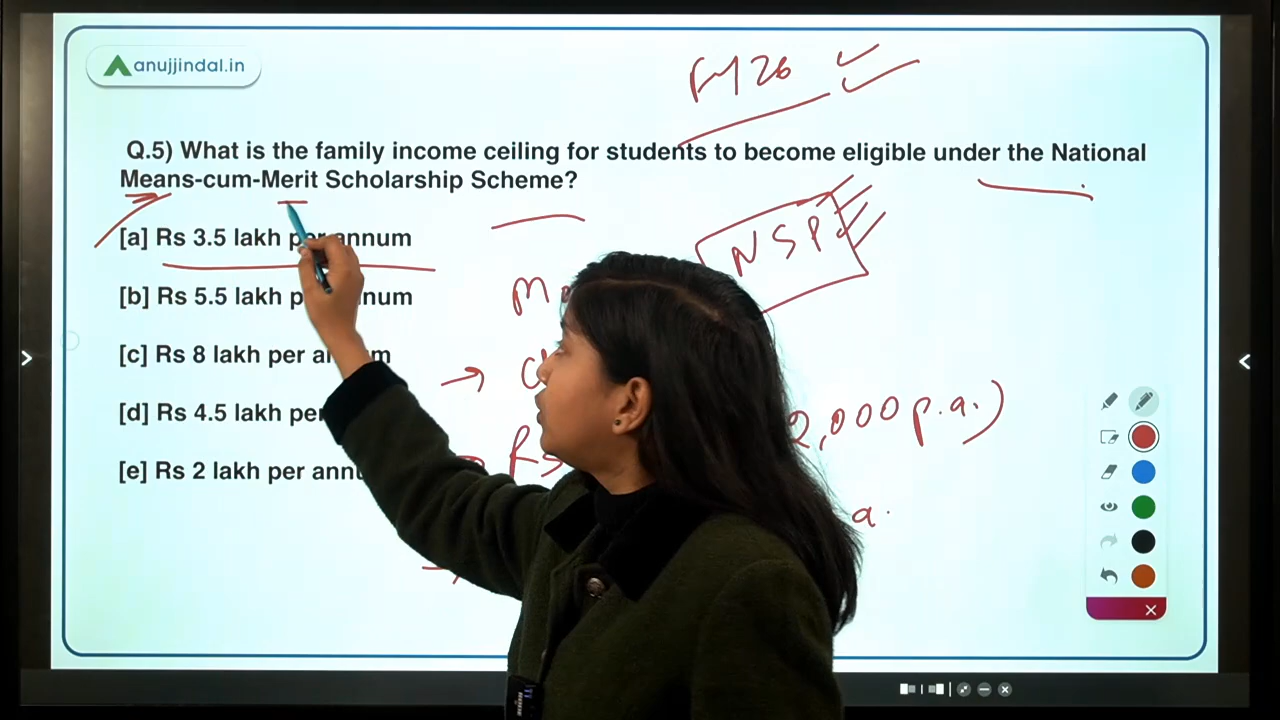 anujjindal.in
FY26
Q.5) What is the family income ceiling for students to become eligible under the National
Means-cum-Merit Scholarship Scheme?
[a] Rs 3.5 lakh per annum
NSP
[b] Rs 5.5 lakh
[c] Rs 8 lakh per
[d] Rs 4.5 lakh per
2,000 p.a.)
[e] Rs 2 lakh per
Rs
a.